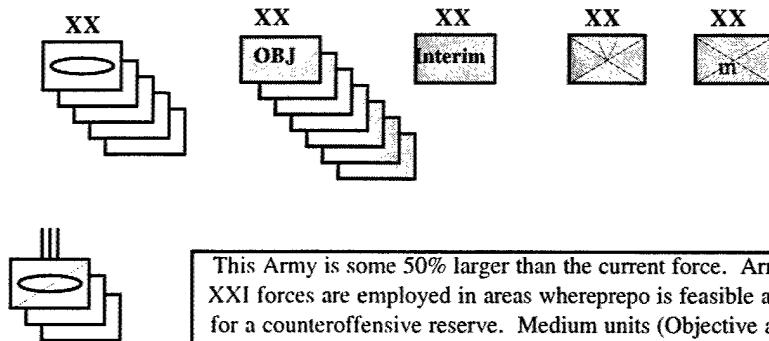 XX XX XX XX XX
OBJ Interim m
This Army is some 50% larger than the current force.
XXI forces are employed in areas whereprepo is feasible
for a counteroffensive reserve. Medium units (Objective